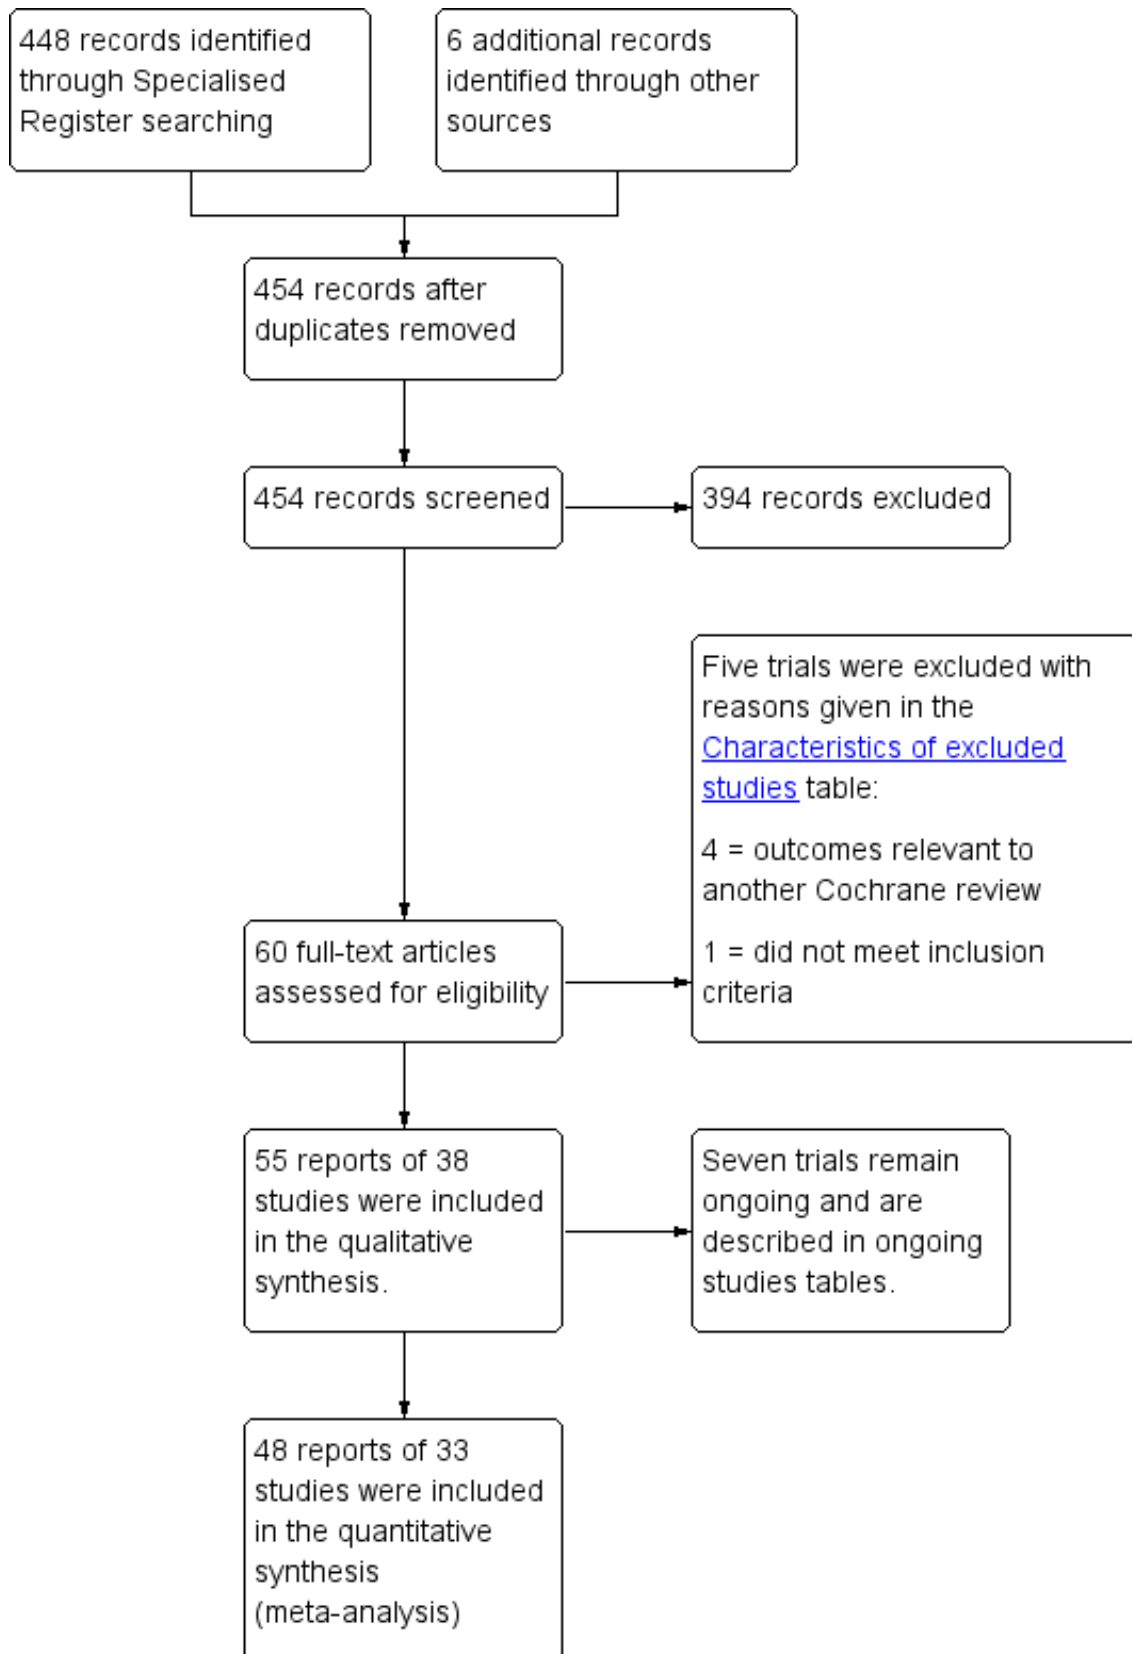 448 records identified
through Specialised
Register searching
6 additional records
identified through other
sources
454 records after
duplicates removed
454 records screened
394 records excluded
Five trials were excluded with
reasons given in the
Characteristics of excluded
studies table:
4 = outcomes relevant to
another Cochrane review
1 = did not meet inclusion
criteria
60 full-text articles
assessed for eligibility
55 reports of 38
studies were included
in the qualitative
synthesis.
Seven trials remain
ongoing and are
described in ongoing
studies tables.
48 reports of 33
studies were included
in the quantitative
synthesis
(meta-analysis)